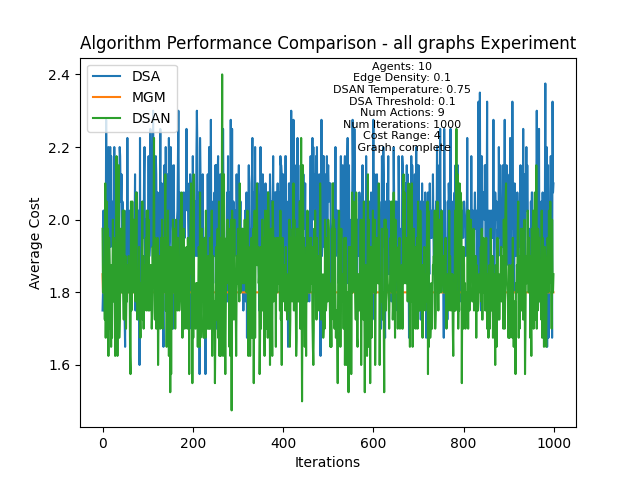 Algorithm Performance Comparison - all graphs Experiment
DSA
MGM
DSAN
Agents: 10
Edge Density: 0.1
DSAN Temperature: 0.75
DSA Threshold: 0.1
Num Actions: 9
Num Iterations: 1000
Cost Range: 4
Graph: complete
2.4
2.2
2.0
1.8
1.6
Average Cost
0
200
400
600
800
1000
Iterations